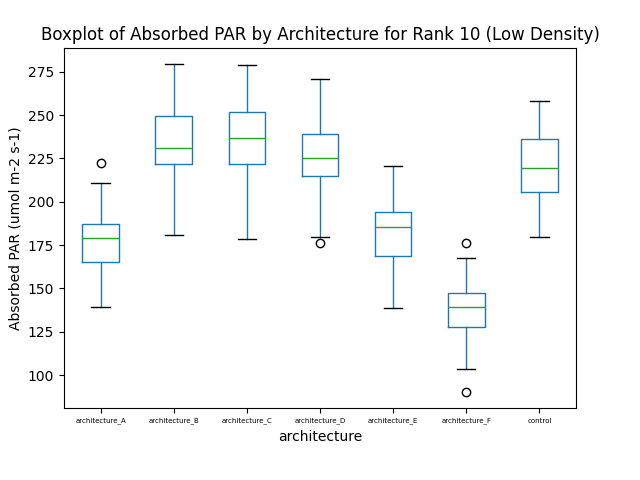 Boxplot of Absorbed PAR by Architecture for Rank 10 (Low Density)
Absorbed PAR (umol m-2 s-1)
275
250
225
200
175
150
125
100
architecture_A architecture_B architecture_C architecture_D architecture_E architecture_F control
architecture